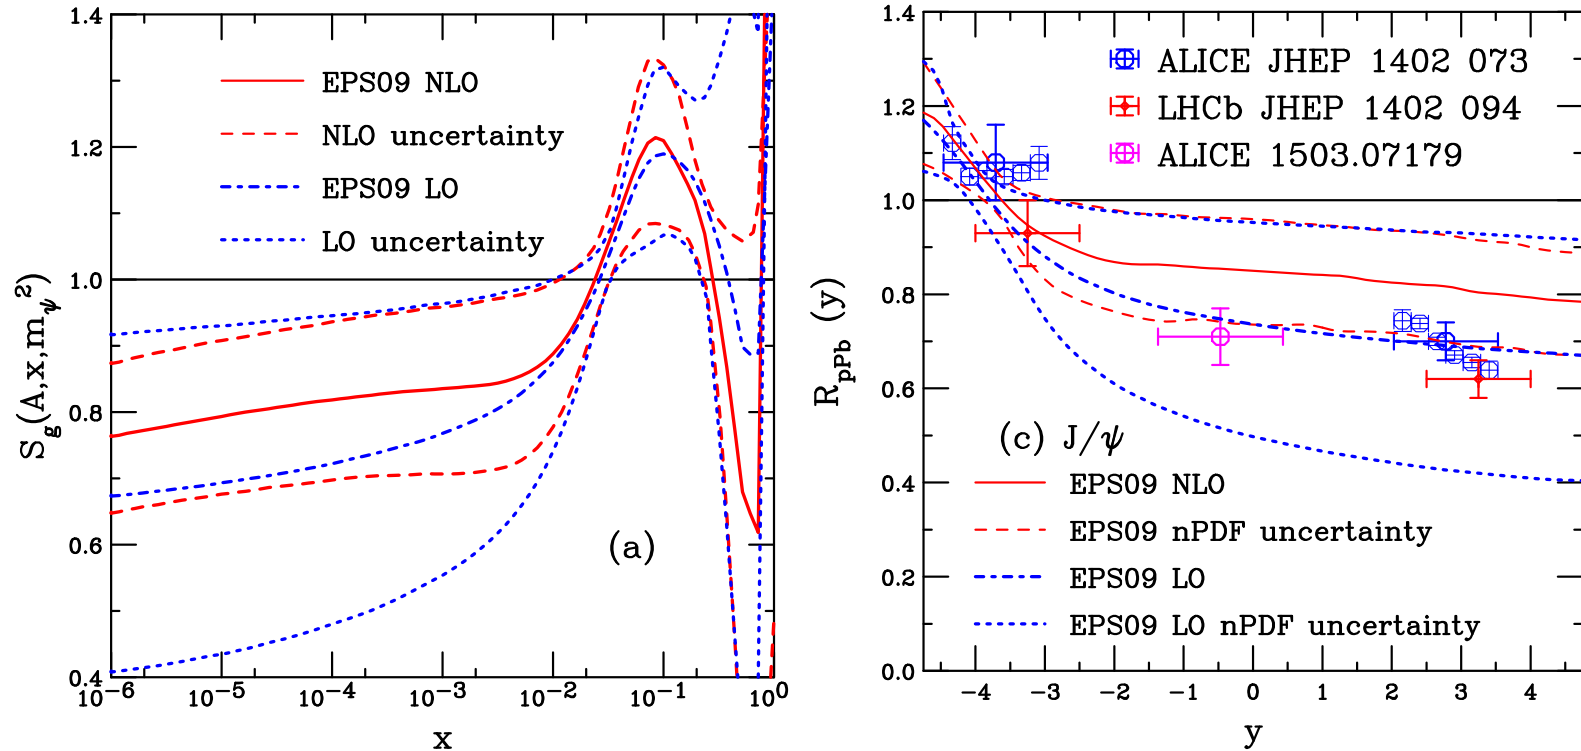 1.4
1.2
1.0
0.8
0.6
0.4
S_g(A,x,m_ψ^2)
EPS09 NLO
NLO uncertainty
EPS09 LO
LO uncertainty
(a)
10^-6 10^-5 10^-4 10^-3 10^-2 10^-1 10^0
x
1.4
1.2
1.0
0.8
0.6
0.4
0.2
0.0
R_pPb (y)
ALICE JHEP 1402 073
LHCb JHEP 1402 094
ALICE 1503.07179
(c) J/ψ
EPS09 NLO
EPS09 nPDF uncertainty
EPS09 LO
EPS09 LO nPDF uncertainty
-4 -3 -2 -1 0 1 2 3 4
y